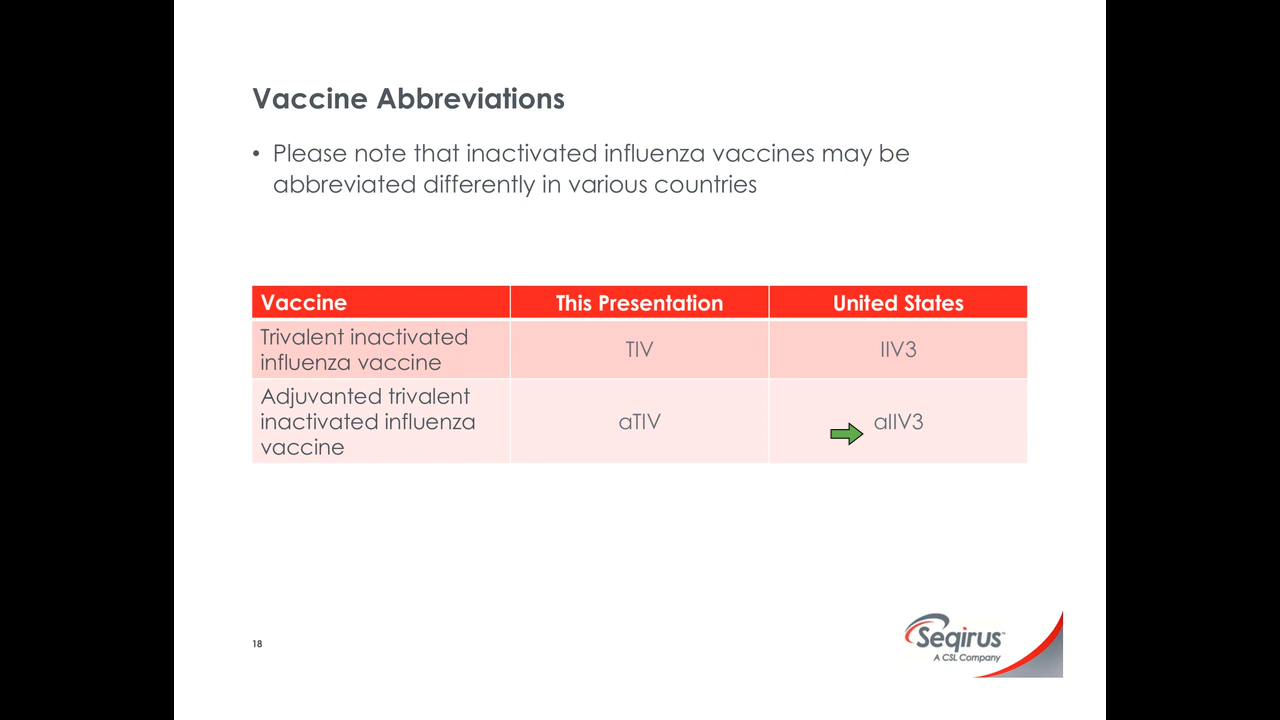 Vaccine Abbreviations
• Please note that inactivated influenza vaccines may be
abbreviated differently in various countries
Vaccine This Presentation United States
Trivalent inactivated
influenza vaccine
TIV
IIV3
Adjuvanted trivalent
inactivated influenza
vaccine
aTIV
aIIV3
18
Seqirus™
A CSL Company